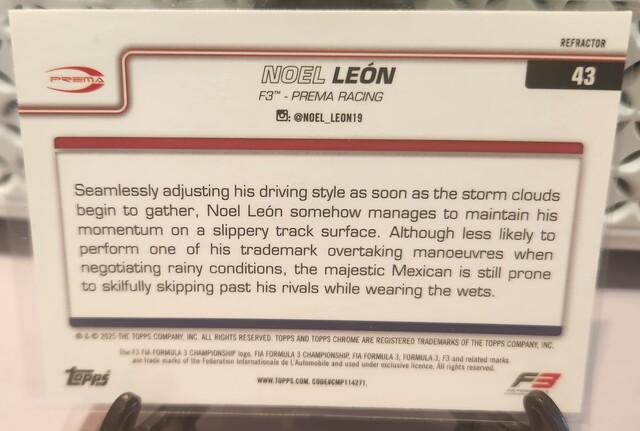 REFRACTOR
PREMA
NOEL LEÓN
43
F3™ - PREMA RACING
: @NOEL_LEON19
Seamlessly adjusting his driving style as soon as the storm clouds
begin to gather, Noel León somehow manages to maintain his
momentum on a slippery track surface. Although less likely to
perform one of his trademark overtaking manoeuvres when
negotiating rainy conditions, the majestic Mexican is still prone
to skilfully skipping past his rivals while wearing the wets.
® & © 2025 THE TOPPS COMPANY, INC. ALL RIGHTS RESERVED. TOPPS AND TOPPS CHROME ARE REGISTERED TRADEMARKS OF THE TOPPS COMPANY, INC.
The F3 FIA FORMULA 3 CHAMPIONSHIP logo, FIA FORMULA 3 CHAMPIONSHIP, FIA FORMULA 3, FORMULA 3, F3 and related marks
are trade marks of the Federation Internationale de L'Automobile and used under exclusive licence. All rights reserved.
Topps
WWW.TOPPS.COM. CODE#CMP114271.
F3